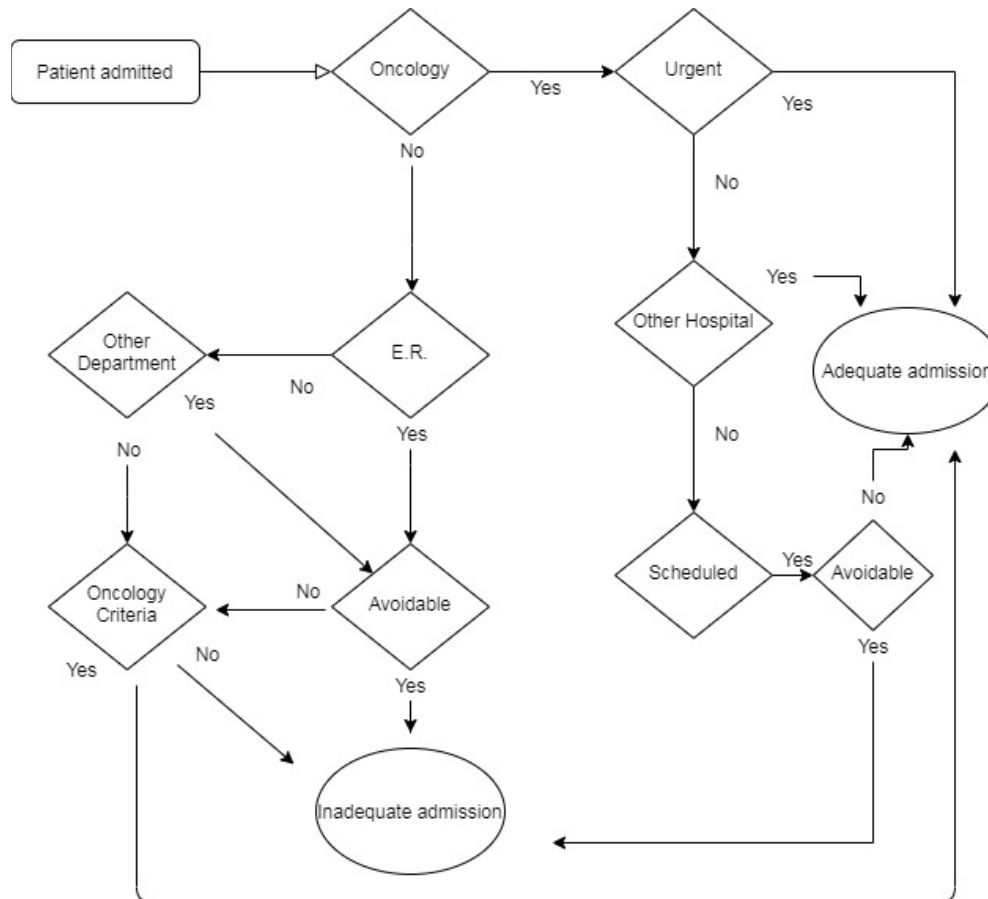 Patient admitted
Oncology
Urgent
Yes
Yes
No
No
Yes
Other
Department
E.R.
Other Hospital
Adequate admission
No
Yes
Yes
No
No
No
Scheduled
Yes
Avoidable
Oncology
Criteria
No
Avoidable
Yes
No
Yes
Yes
Inadequate admission